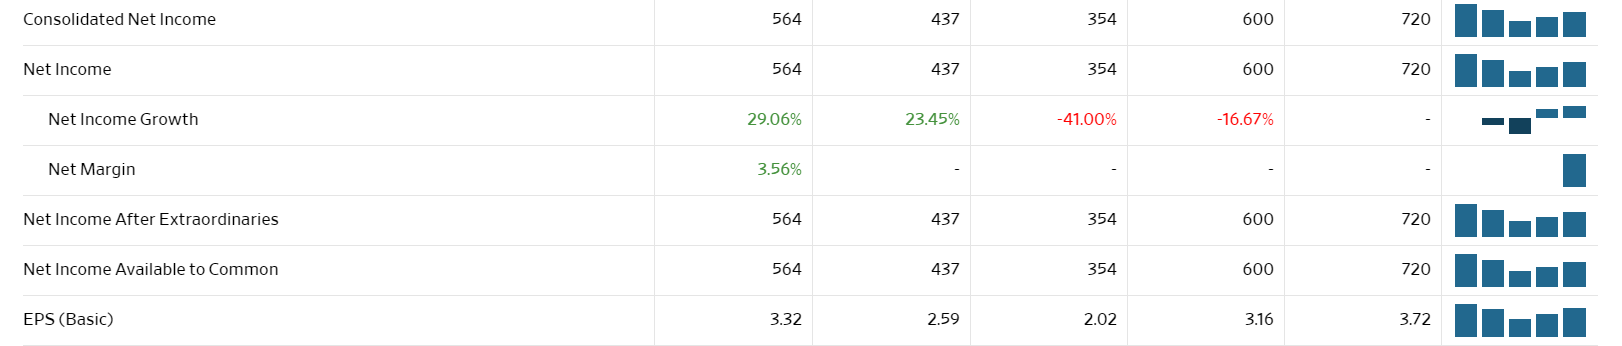 Consolidated Net Income 564 437 354 600 720
Net Income 564 437 354 600 720
Net Income Growth 29.06% 23.45% -41.00% -16.67% -
Net Margin 3.56% - - - -
Net Income After Extraordinaries 564 437 354 600 720
Net Income Available to Common 564 437 354 600 720
EPS (Basic) 3.32 2.59 2.02 3.16 3.72